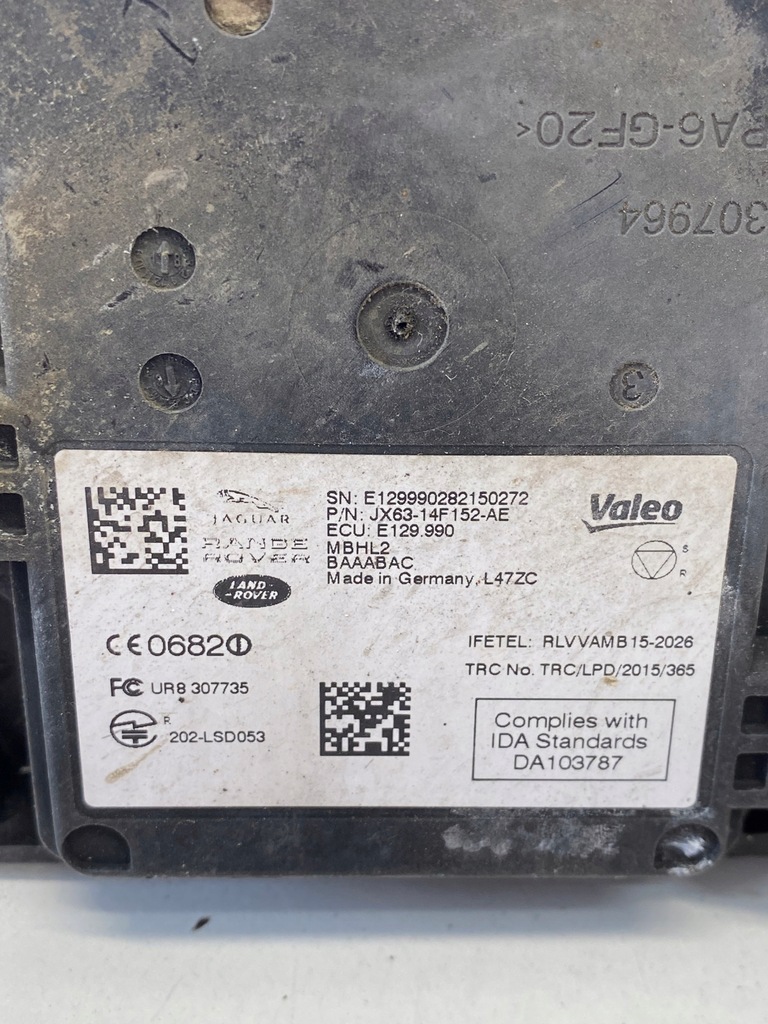 >PA6-GF20<
307964
3
SN: E129990282150272
P/N: JX63-14F152-AE
ECU: E129.990
MBHL2
BAAABAC
Made in Germany, L47ZC
JAGUAR
RANGE
ROVER
LAND-
-ROVER
Valeo
S
R
CE0682
IFETEL: RLVVAMB15-2026
TRC No. TRC/LPD/2015/365
FC UR8 307735
R
202-LSD053
Complies with
IDA Standards
DA103787